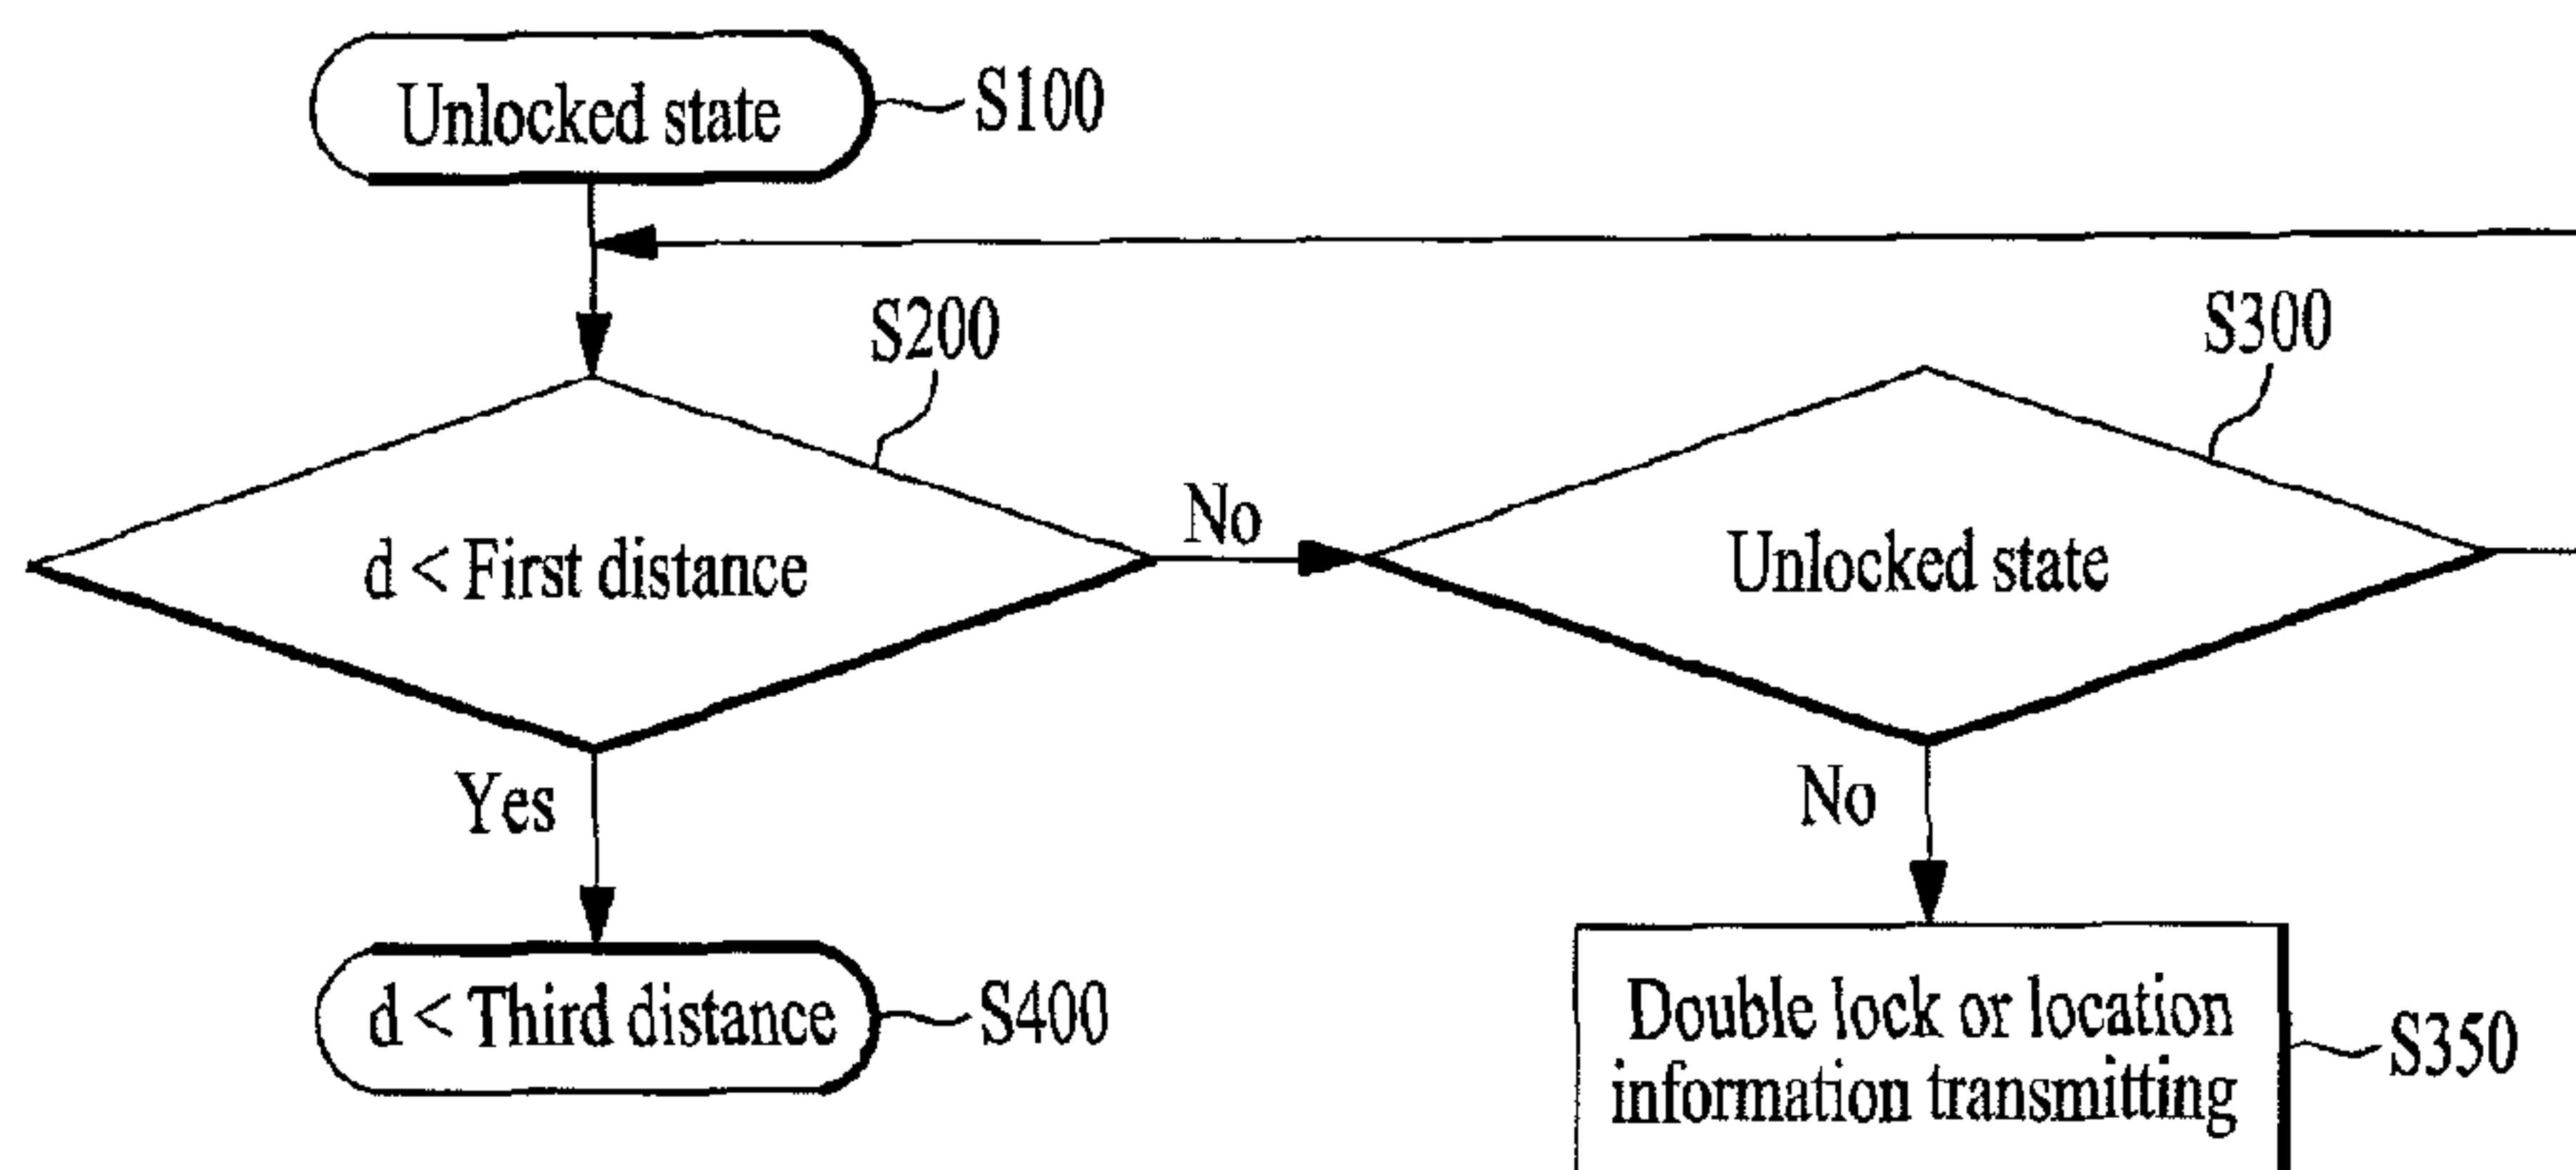 Unlocked state
S100
S200
S300
d < First distance
No
Unlocked state
Yes
No
d < Third distance
S400
Double lock or location
information transmitting
S350